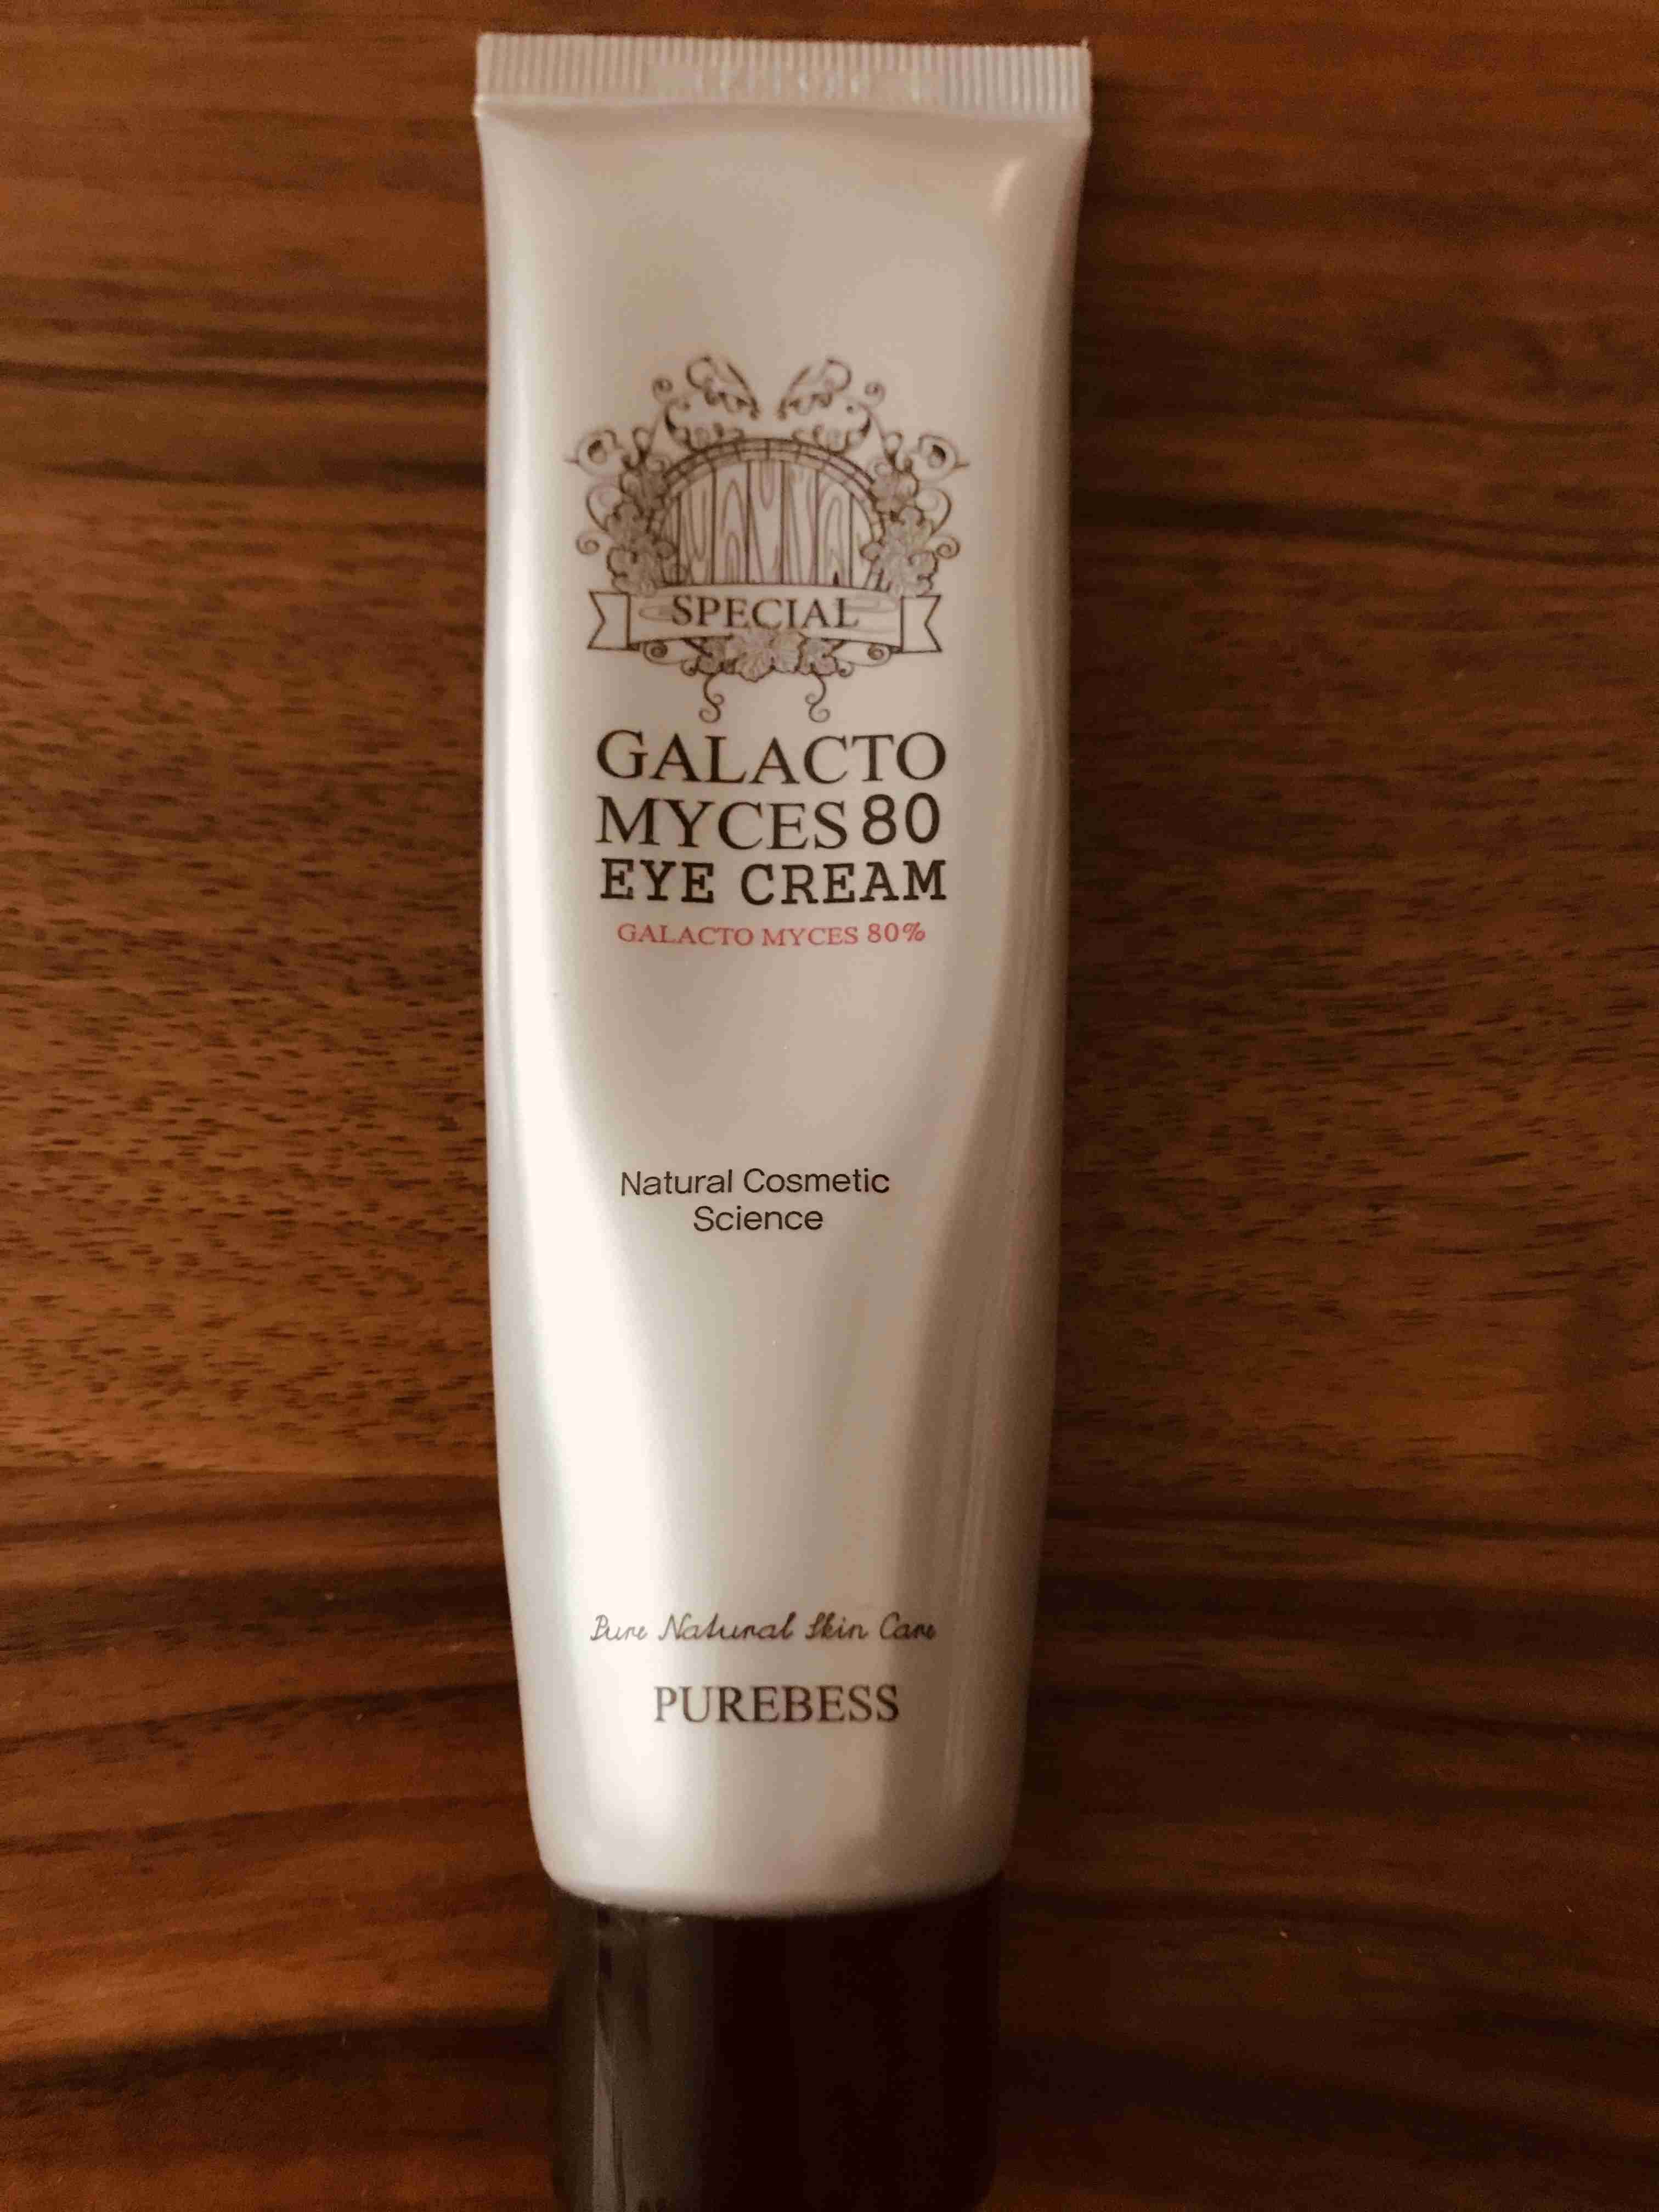 SPECIAL
GALACTO
MYCES 80
EYE CREAM
GALACTO MYCES 80%
Natural Cosmetic
Science
Pure Natural Skin Care
PUREBESS